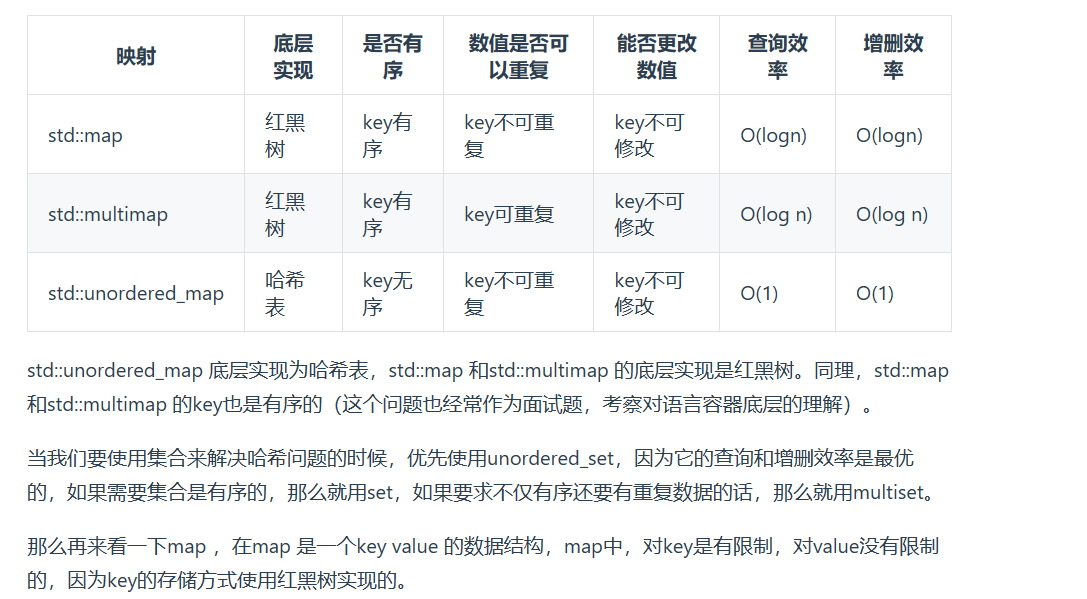 映射 底层实现 是否有序 数值是否可以重复 能否更改数值 查询效率 增删效率
std::map 红黑树 key有序 key不可重复 key不可修改 O(logn) O(logn)
std::multimap 红黑树 key有序 key可重复 key不可修改 O(log n) O(log n)
std::unordered_map 哈希表 key无序 key不可重复 key不可修改 O(1) O(1)
std::unordered_map 底层实现为哈希表，std::map 和std::multimap 的底层实现是红黑树。同理，std::map
和std::multimap 的key也是有序的（这个问题也经常作为面试题，考察对语言容器底层的理解）。
当我们要使用集合来解决哈希问题的时候，优先使用unordered_set，因为它的查询和增删效率是最优
的，如果需要集合是有序的，那么就用set，如果要求不仅有序还要有重复数据的话，那么就用multiset。
那么再来看一下map ，在map 是一个key value 的数据结构，map中，对key是有限制，对value没有限制
的，因为key的存储方式使用红黑树实现的。